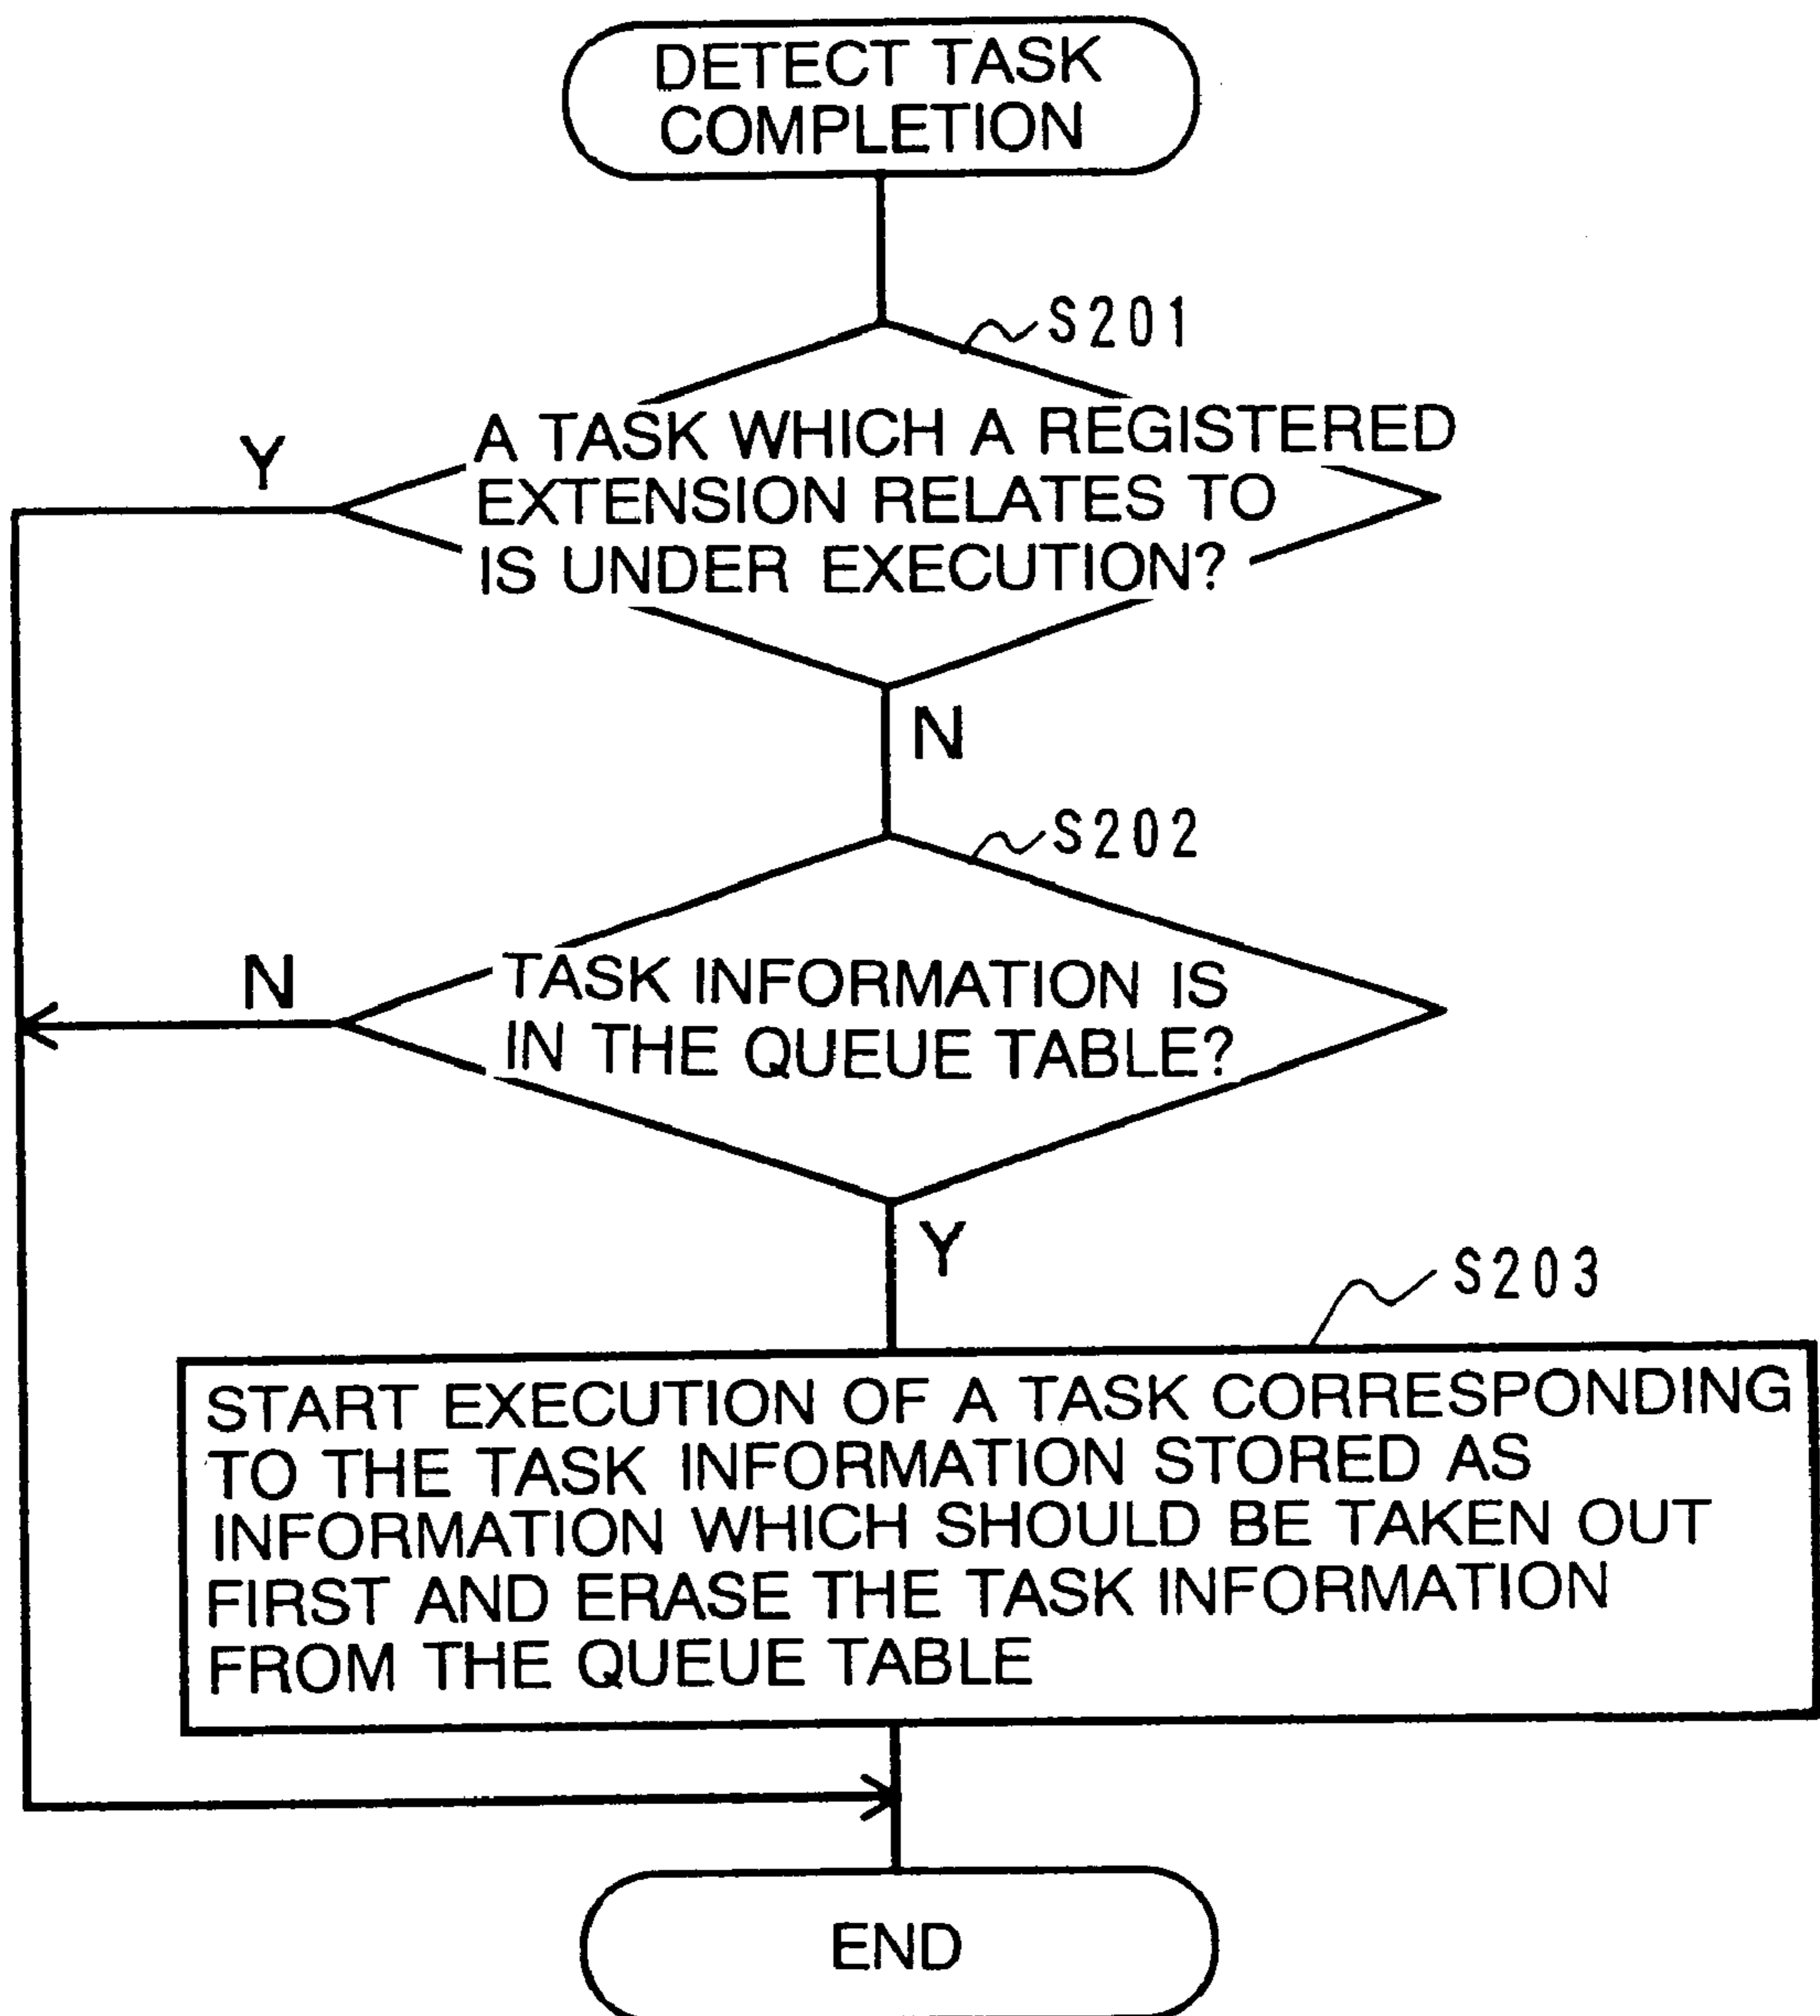 DETECT TASK
COMPLETION
S201
A TASK WHICH A REGISTERED
EXTENSION RELATES TO
IS UNDER EXECUTION?
Y
N
S202
TASK INFORMATION IS
IN THE QUEUE TABLE?
N
Y
S203
START EXECUTION OF A TASK CORRESPONDING
TO THE TASK INFORMATION STORED AS
INFORMATION WHICH SHOULD BE TAKEN OUT
FIRST AND ERASE THE TASK INFORMATION
FROM THE QUEUE TABLE
END